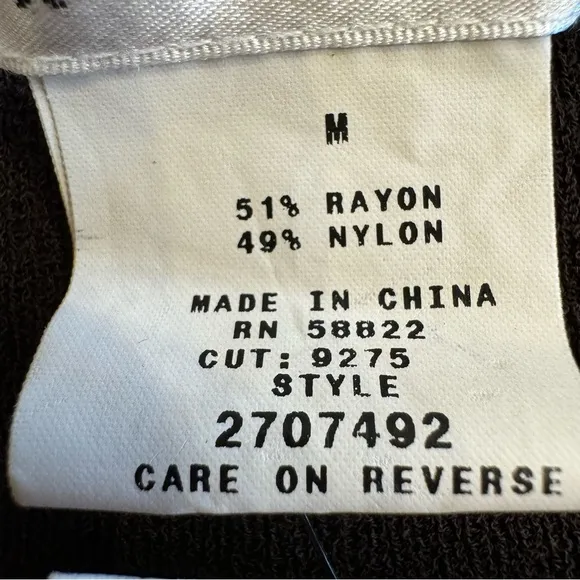 M
51% RAYON
49% NYLON
MADE IN CHINA
RN 58822
CUT: 9275
STYLE
2707492
CARE ON REVERSE